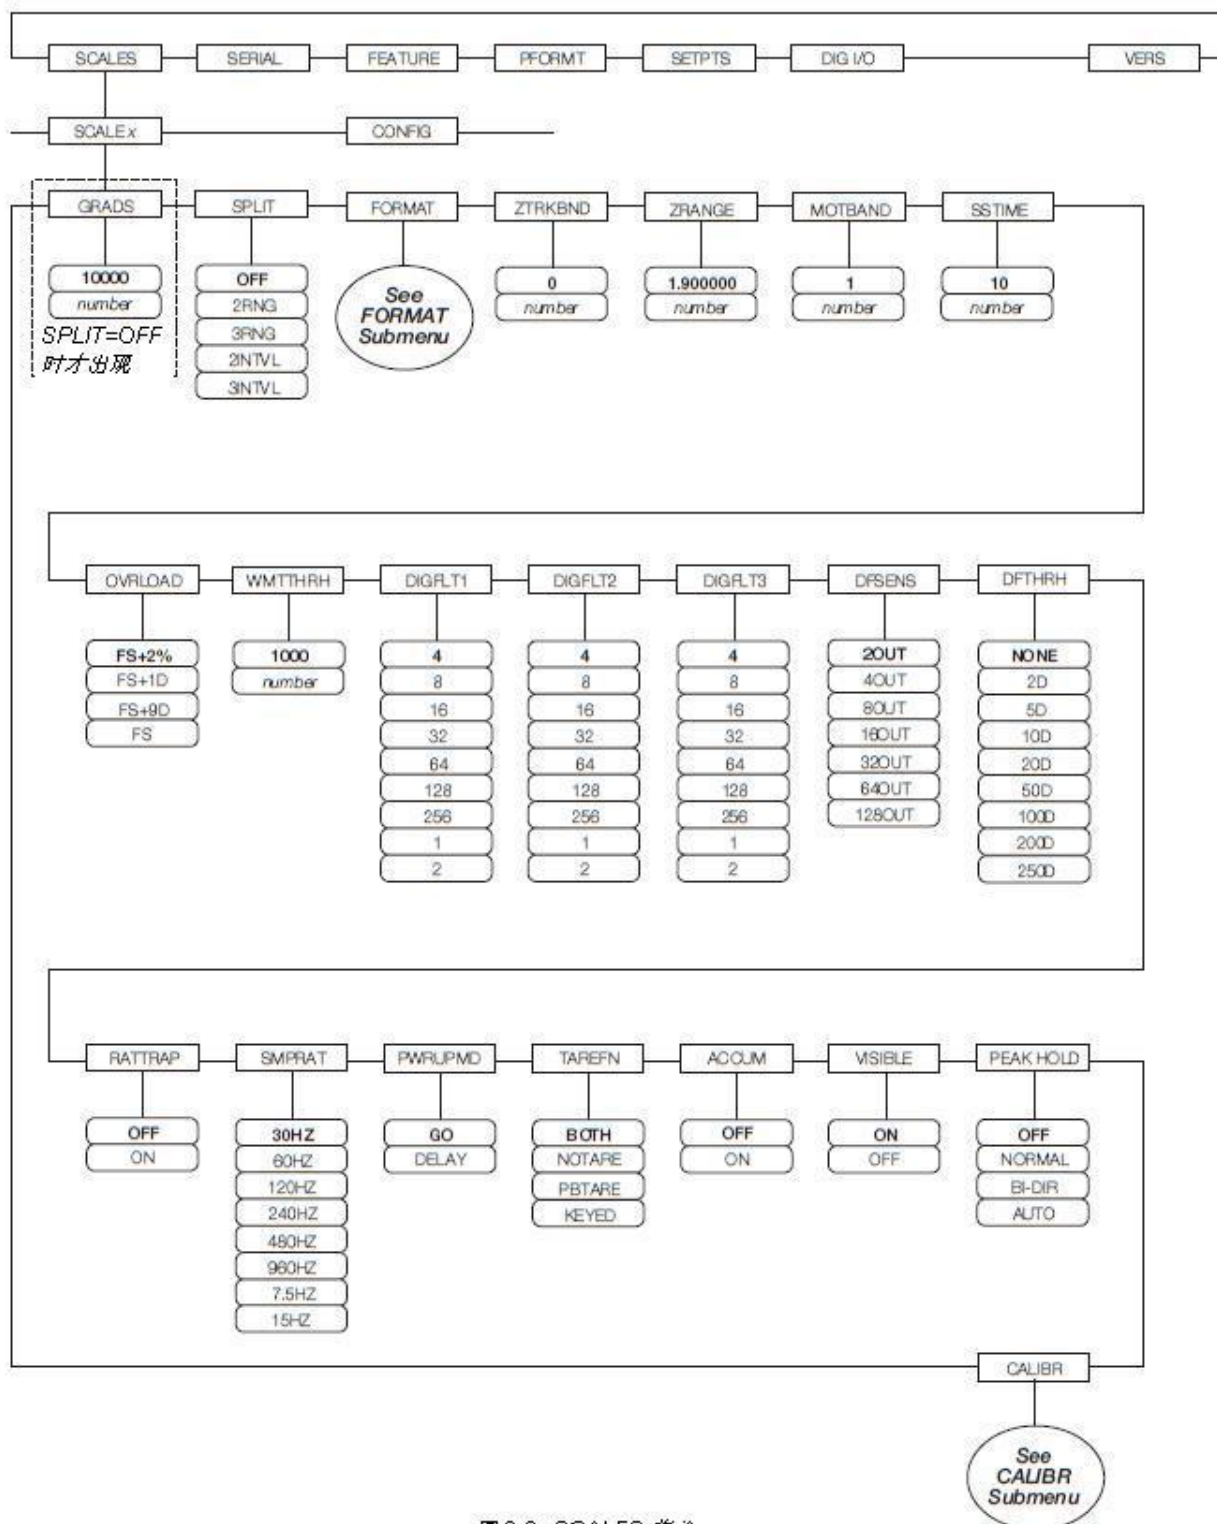 SCALES SERIAL FEATURE PFORMT SETPTS DIG I/O VERS
SCALEx CONFIG
GRADS SPLIT FORMAT ZTRKBND ZRANGE MOTBAND SSTIME
10000
number
SPLIT=OFF
时才出现
OFF
2RNG
3RNG
2INTVL
3INTVL
See
FORMAT
Submenu
0
number
1.900000
number
1
number
10
number
OVRLOAD WMTTHRH DIGFLT1 DIGFLT2 DIGFLT3 DFSENS DFTHRH
FS+2%
FS+1D
FS+9D
FS
1000
number
4
8
16
32
64
128
256
1
2
4
8
16
32
64
128
256
1
2
4
8
16
32
64
128
256
1
2
2OUT
4OUT
8OUT
16OUT
32OUT
64OUT
128OUT
NONE
2D
5D
10D
20D
50D
100D
200D
250D
RATTRAP SMPRAT PWRUPMD TAREFN ACCUM VISIBLE PEAK HOLD
OFF
ON
30HZ
60HZ
120HZ
240HZ
480HZ
960HZ
7.5HZ
15HZ
GO
DELAY
BOTH
NOTARE
PBTARE
KEYED
OFF
ON
ON
OFF
OFF
NORMAL
BI-DIR
AUTO
CALIBR
See
CALIBR
Submenu
SCALES